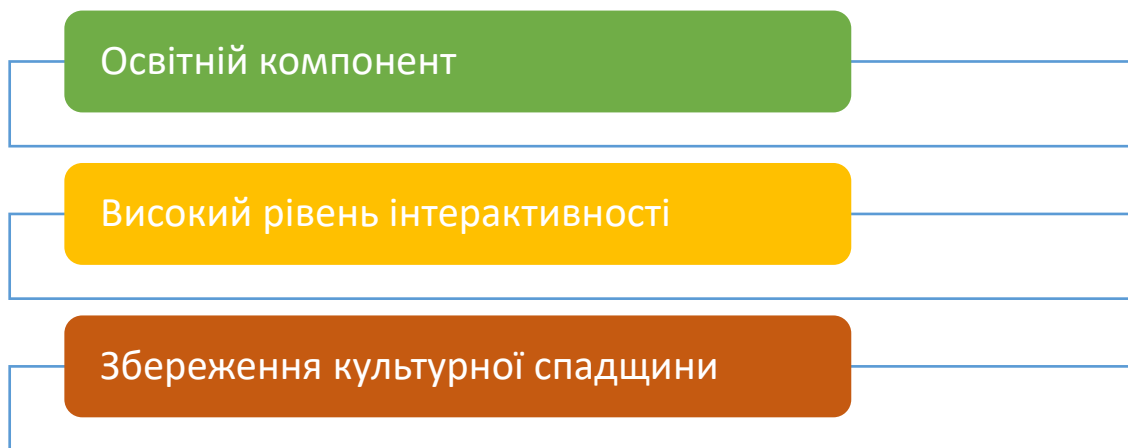 Освітній компонент
Високий рівень інтерактивності
Збереження культурної спадщини